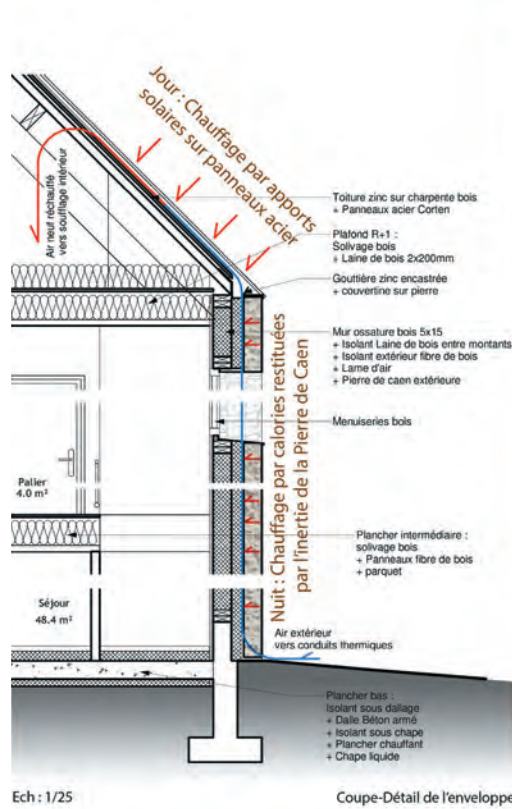 Jour : Chauffage par apports
solaires sur panneaux acier
Air neuf réchauffé
vers soufflage intérieur
Toiture zinc sur charpente bois
+ Panneaux acier Corten
Plafond R+1 :
Solivage bois
+ Laine de bois 2x200mm
Gouttière zinc encastrée
+ couvertine sur pierre
Mur ossature bois 5x15
+ Isolant Laine de bois entre montants
+ Isolant extérieur fibre de bois
+ Lame d'air
+ Pierre de caen extérieure
Menuiseries bois
Nuit : Chauffage par calories restituées
par l'inertie de la Pierre de Caen
Palier
4.0 m²
Plancher intermédiaire :
solivage bois
+ Panneaux fibre de bois
+ parquet
Séjour
48.4 m²
Air extérieur
vers conduits thermiques
Plancher bas :
Isolant sous dallage
+ Dalle Béton armé
+ Isolant sous chape
+ Plancher chauffant
+ Chape liquide
Ech : 1/25
Coupe-Détail de l'enveloppe